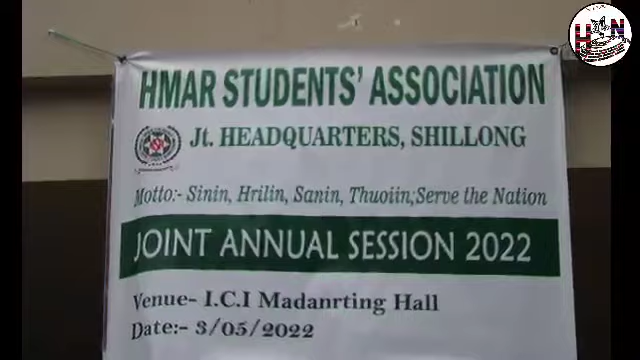 HMAR STUDENTS' ASSOCIATION
Jt. HEADQUARTERS, SHILLONG
Motto:- Sinin, Hrilin, Sanin, Thuoiin;Serve the Nation
JOINT ANNUAL SESSION 2022
Venue- I.C.I Madanrting Hall
Date:- 3/05/2022
H N